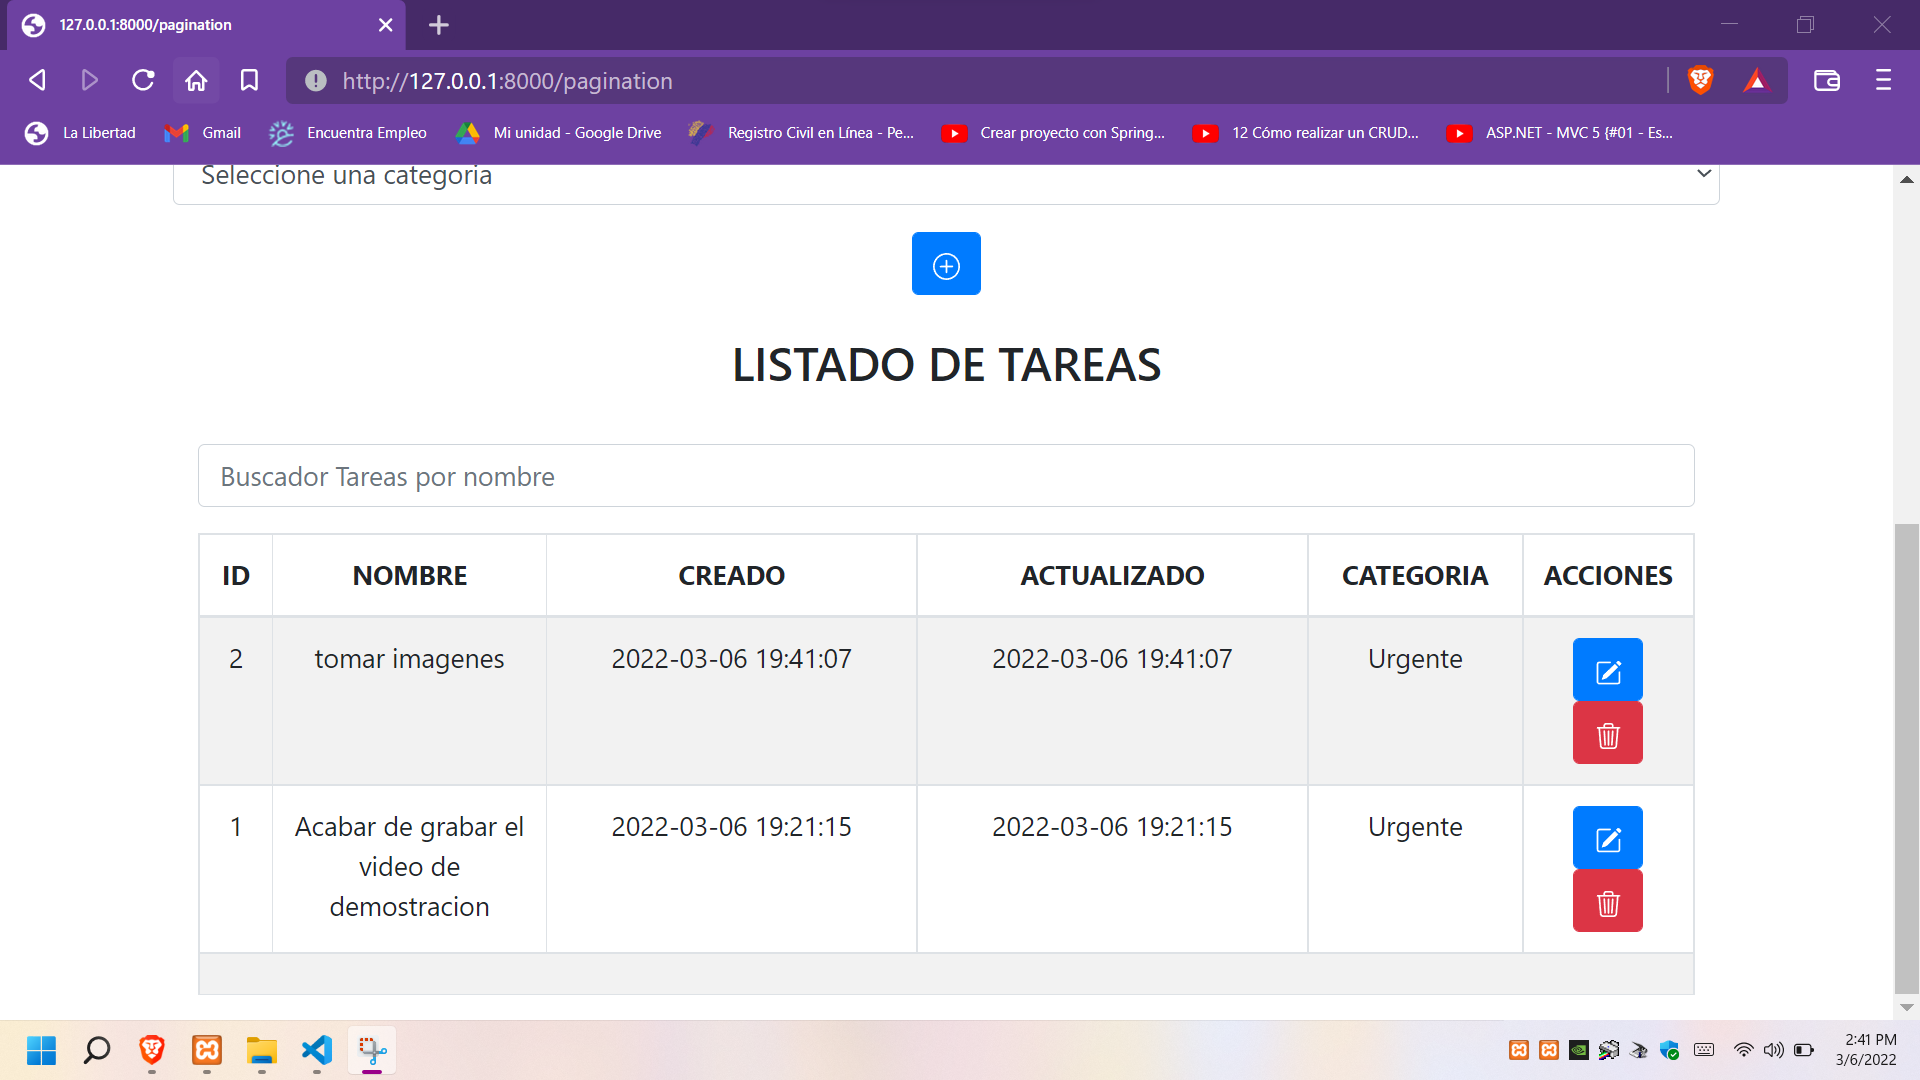 127.0.0.1:8000/pagination
http://127.0.0.1:8000/pagination
La Libertad
Gmail
Encuentra Empleo
Mi unidad - Google Drive
Registro Civil en Línea - Pe...
Crear proyecto con Spring...
12 Cómo realizar un CRUD...
ASP.NET - MVC 5 {#01 - Es...
Seleccione una categoria
LISTADO DE TAREAS
Buscador Tareas por nombre
ID NOMBRE CREADO ACTUALIZADO CATEGORIA ACCIONES
2 tomar imagenes 2022-03-06 19:41:07 2022-03-06 19:41:07 Urgente
1 Acabar de grabar el 2022-03-06 19:21:15 2022-03-06 19:21:15 Urgente
video de
demostracion
2:41 PM
3/6/2022